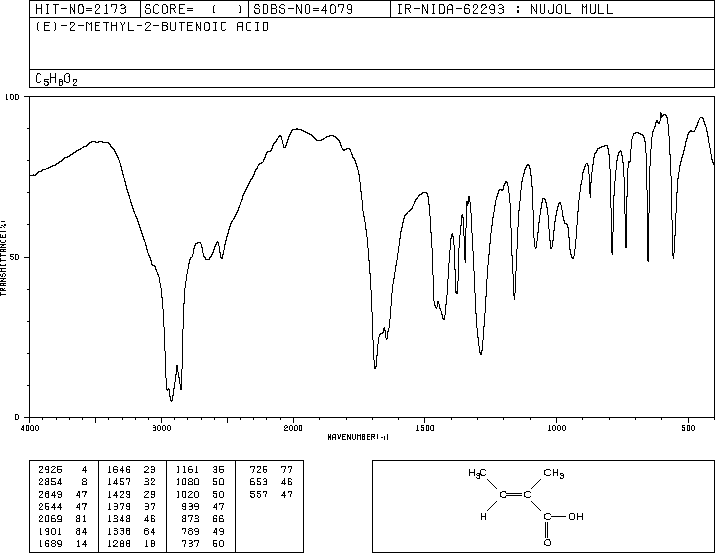 HIT-NO=2173 SCORE= ( ) SDBS-NO=4079 IR-NIDA-62293 : NUJOL MULL
(E)-2-METHYL-2-BUTENOIC ACID
C5H8O2
100
50
0
TRANSMITTANCE(%)
4000 3000 2000 1500 1000 500
WAVENUMBER(-1)
2925 4 1646 23 1161 35 726 77
2854 8 1457 32 1080 50 653 46
2649 47 1429 29 1020 50 557 47
2544 47 1379 37 939 47
2069 81 1348 46 873 66
1901 84 1338 64 789 49
1689 14 1288 18 737 50
H3C CH3
C=C
H C—OH
O